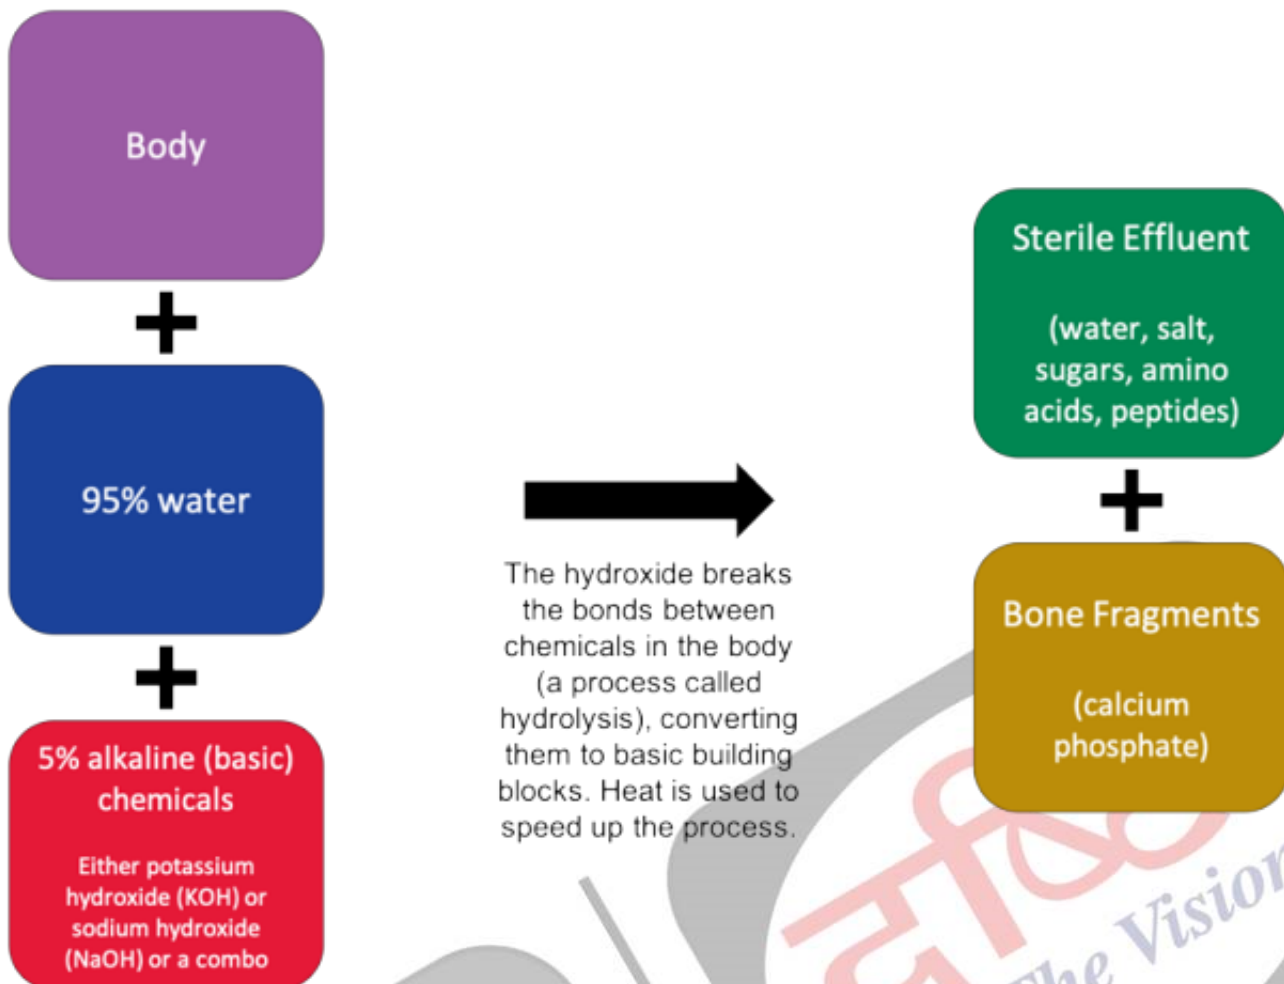 Body
95% water
5% alkaline (basic)
chemicals
Either potassium
hydroxide (KOH) or
sodium hydroxide
(NaOH) or a combo
The hydroxide breaks
the bonds between
chemicals in the body
(a process called
hydrolysis), converting
them to basic building
blocks. Heat is used to
speed up the process.
Sterile Effluent
(water, salt,
sugars, amino
acids, peptides)
Bone Fragments
(calcium
phosphate)
The Vision